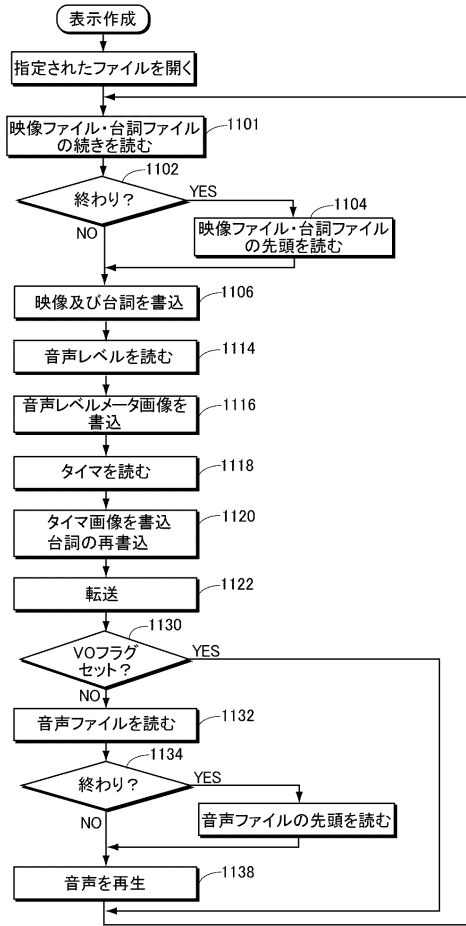 表示作成
指定されたファイルを開く
映像ファイル・台詞ファイル
の続きを読む
1101
終わり？
1102
YES
NO
1104
映像ファイル・台詞ファイル
の先頭を読む
映像及び台詞を書込
1106
音声レベルを読む
1114
音声レベルメータ画像を
書込
1116
タイマを読む
1118
タイマ画像を書込
台詞の再書込
1120
転送
1122
VOフラグ
セット？
1130
YES
NO
音声ファイルを読む
1132
終わり？
1134
YES
NO
音声ファイルの先頭を読む
音声を再生
1138